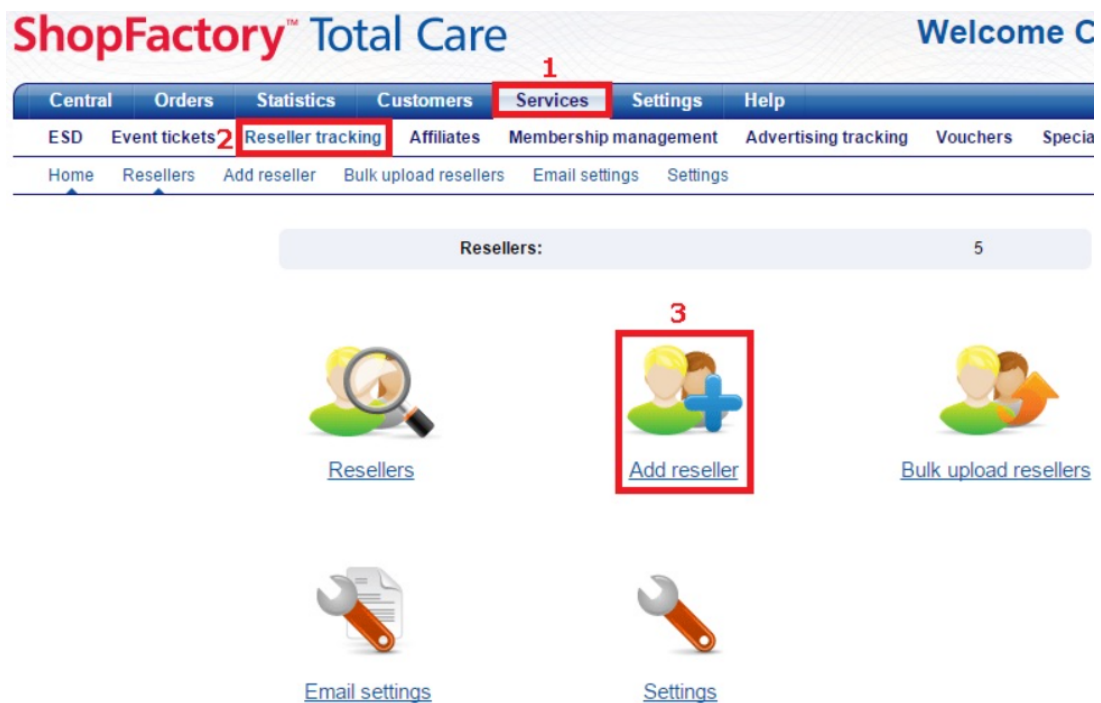 ShopFactory™ Total Care Welcome C
1
Central Orders Statistics Customers Services Settings Help
ESD Event tickets 2 Reseller tracking Affiliates Membership management Advertising tracking Vouchers Specia
Home Resellers Add reseller Bulk upload resellers Email settings Settings
Resellers: 5
3
Resellers Add reseller Bulk upload resellers
Email settings Settings